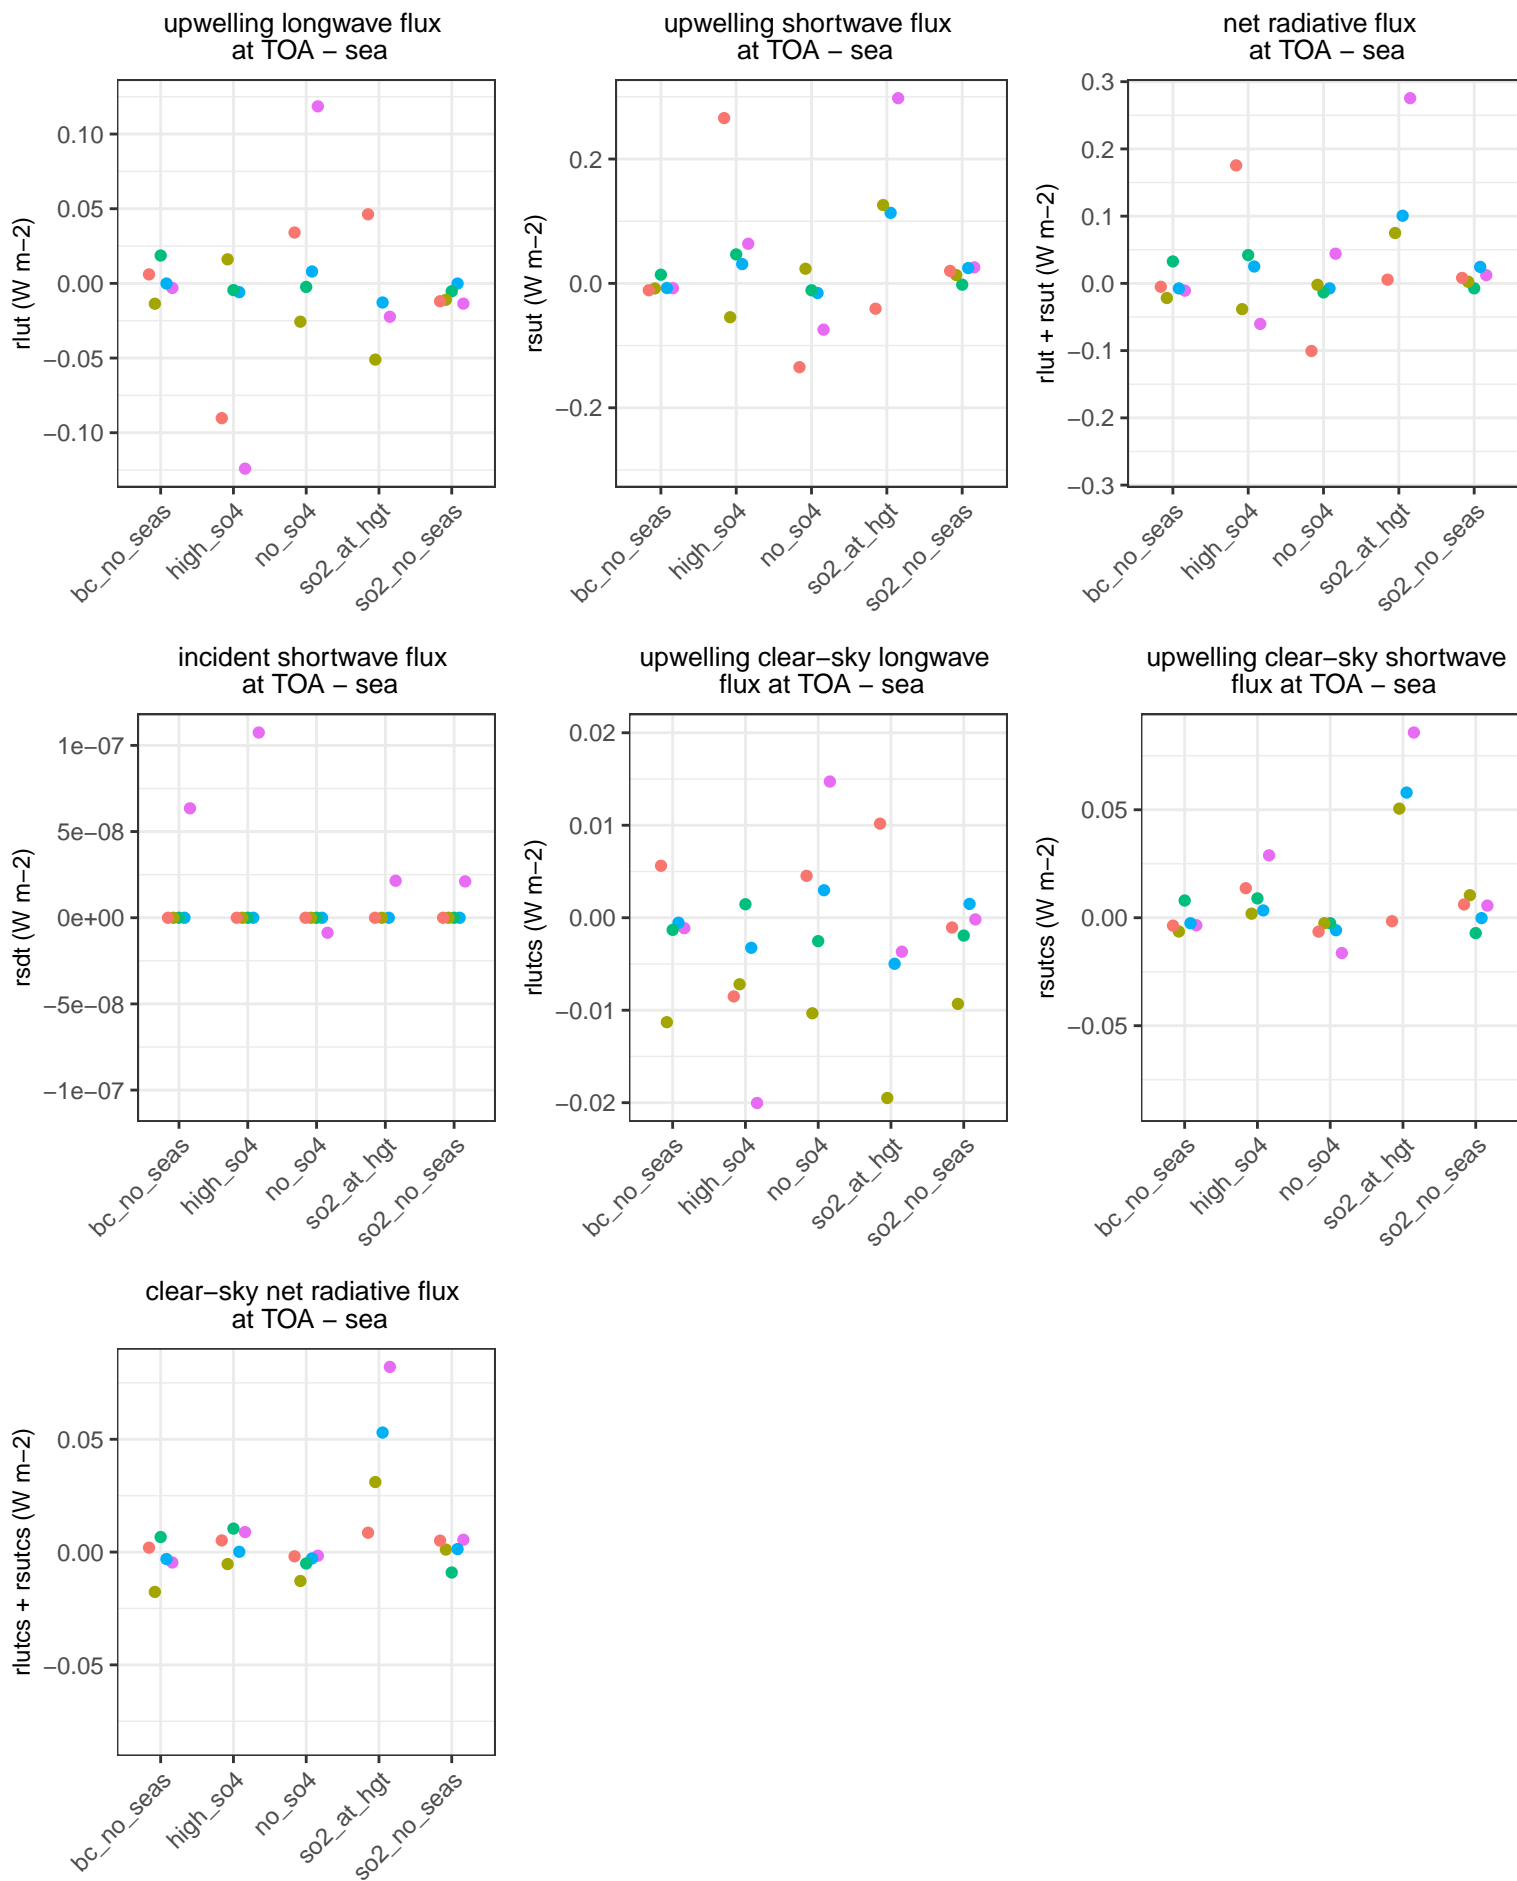 upwelling longwave flux
at TOA − sea
rlut (W m−2)
0.10
0.05
0.00
−0.05
−0.10
bc_no_seas
high_so4
no_so4
so2_at_hgt
so2_no_seas
upwelling shortwave flux
at TOA − sea
rsut (W m−2)
0.2
0.0
−0.2
bc_no_seas
high_so4
no_so4
so2_at_hgt
so2_no_seas
net radiative flux
at TOA − sea
rlut + rsut (W m−2)
0.3
0.2
0.1
0.0
−0.1
−0.2
−0.3
bc_no_seas
high_so4
no_so4
so2_at_hgt
so2_no_seas
incident shortwave flux
at TOA − sea
rsdt (W m−2)
1e−07
5e−08
0e+00
−5e−08
−1e−07
bc_no_seas
high_so4
no_so4
so2_at_hgt
so2_no_seas
upwelling clear−sky longwave
flux at TOA − sea
rlutcs (W m−2)
0.02
0.01
0.00
−0.01
−0.02
bc_no_seas
high_so4
no_so4
so2_at_hgt
so2_no_seas
upwelling clear−sky shortwave
flux at TOA − sea
rsutcs (W m−2)
0.05
0.00
−0.05
bc_no_seas
high_so4
no_so4
so2_at_hgt
so2_no_seas
clear−sky net radiative flux
at TOA − sea
rlutcs + rsutcs (W m−2)
0.05
0.00
−0.05
bc_no_seas
high_so4
no_so4
so2_at_hgt
so2_no_seas